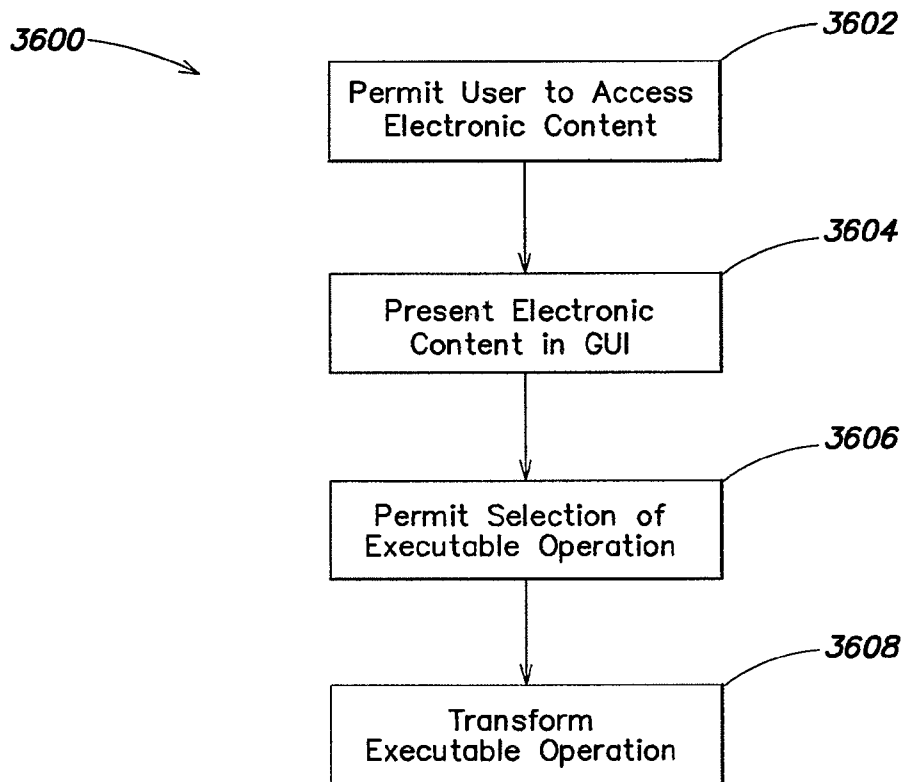 3600
3602
Permit User to Access
Electronic Content
3604
Present Electronic
Content in GUI
3606
Permit Selection of
Executable Operation
3608
Transform
Executable Operation